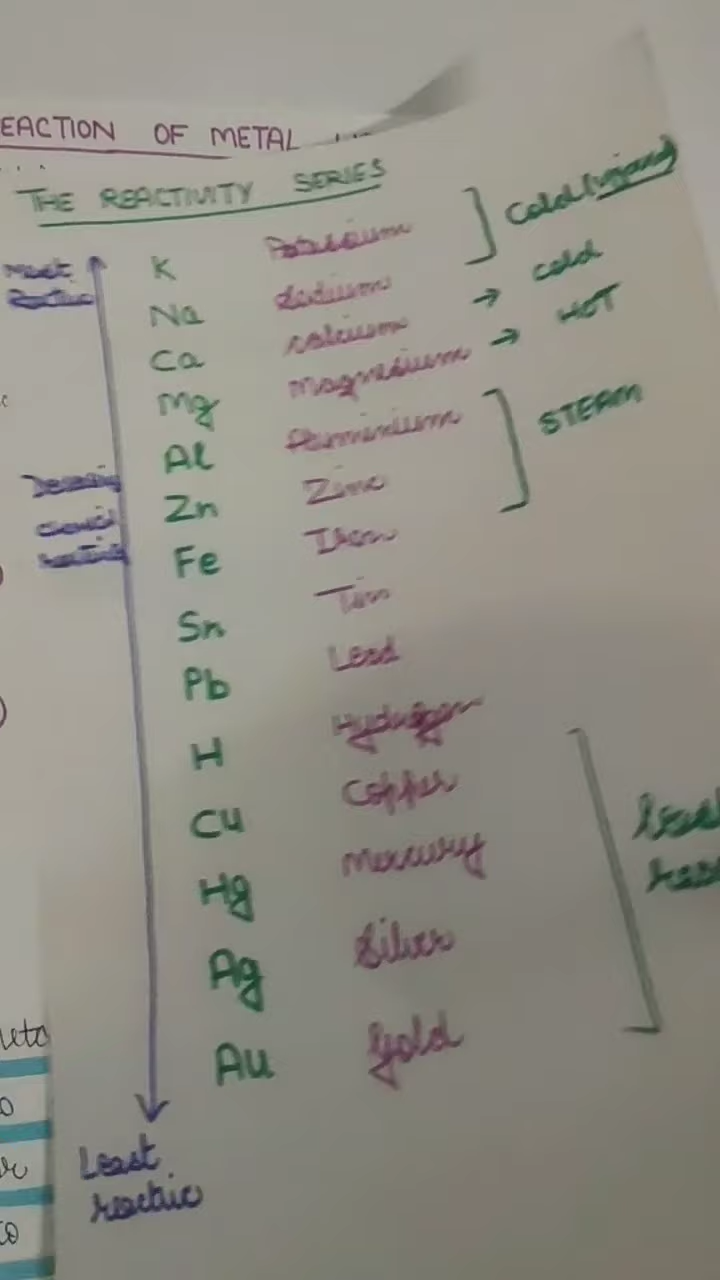 EACTION OF METAL
THE REACTIVITY SERIES
Most
Reactive
K Potassium
Na Sodium
Ca Calcium
Mg Magnesium
Al Aluminium
Zn Zinc
Fe Iron
Sn Tin
Pb Lead
H Hydrogen
Cu Copper
Hg Mercury
Ag Silver
Au Gold
Cold
→ cold
→ HOT
STEAM
Least
reactive